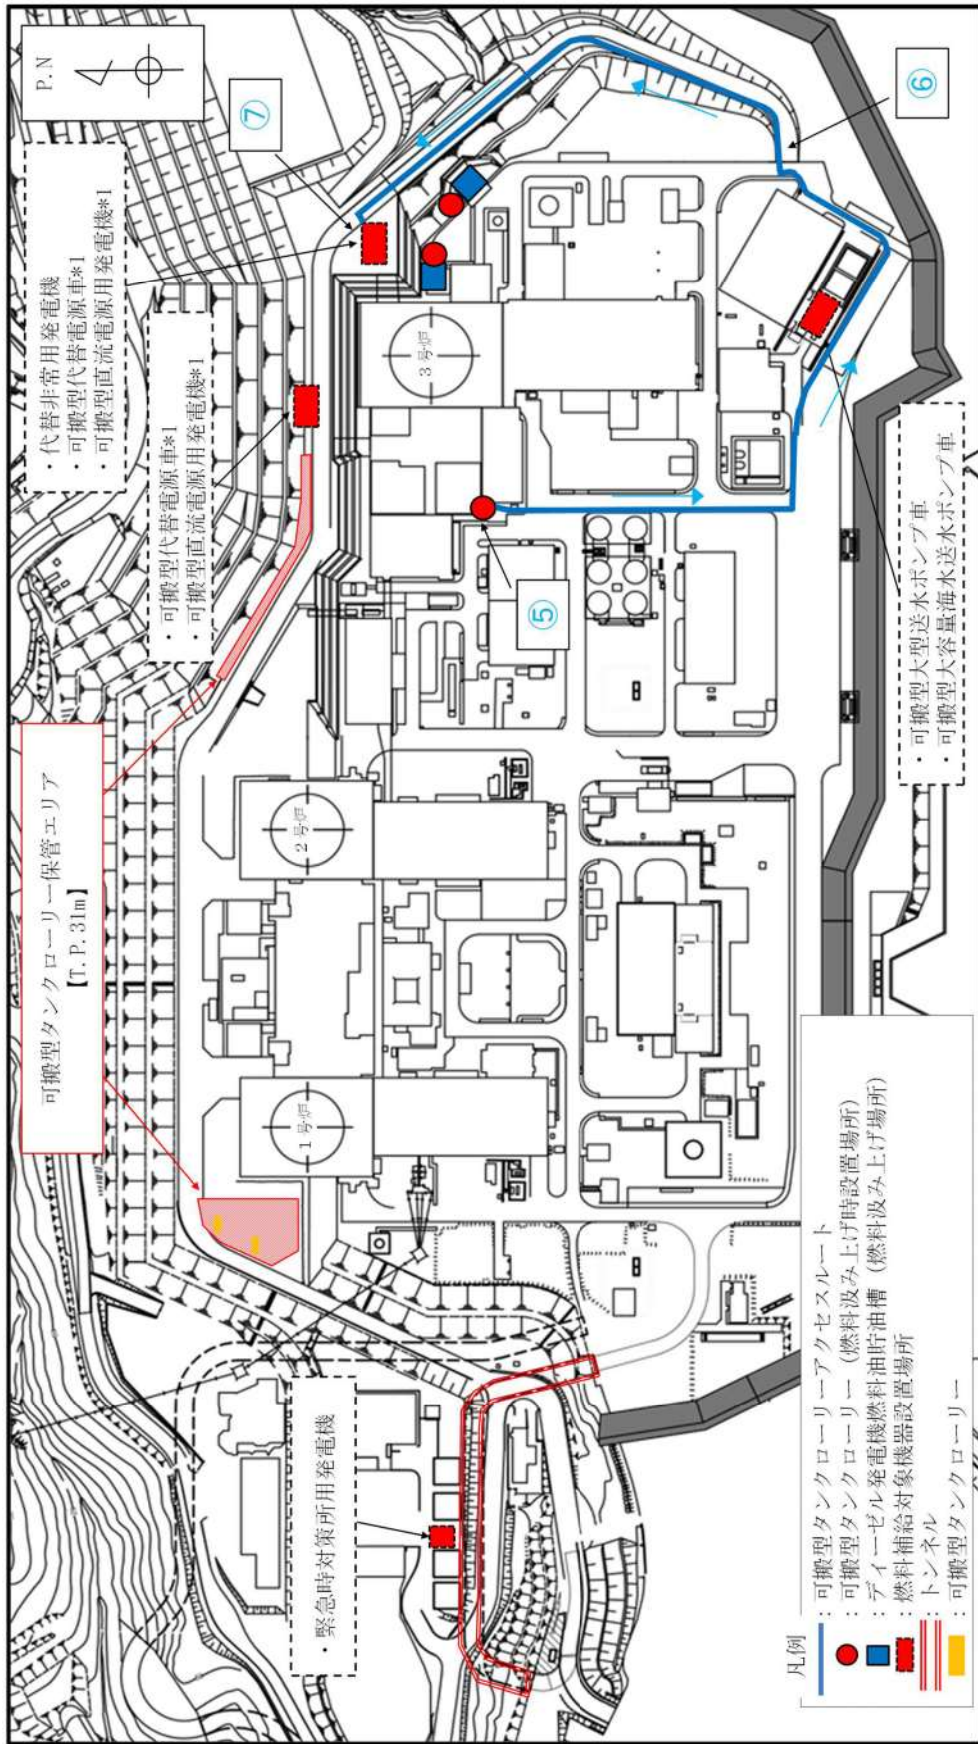 P.N
・代替非常用発電機
・可搬型代替電源車*1
・可搬型直流電源用発電機*1
⑦
・可搬型代替電源車*1
・可搬型直流電源用発電機*1
可搬型タンクローリー保管エリア
【T.P.31m】
⑥
3号炉
⑤
2号炉
1号炉
・緊急時対策所用発電機
・可搬型大型送水ポンプ車
・可搬型大容量海水送水ポンプ車
凡例
：可搬型タンクローリーアクセスルート
：可搬型タンクローリー（燃料汲み上げ時設置場所）
：ディーゼル発電機燃料油貯油槽（燃料汲み上げ場所）
：燃料補給対象機器設置場所
：トンネル
：可搬型タンクローリー